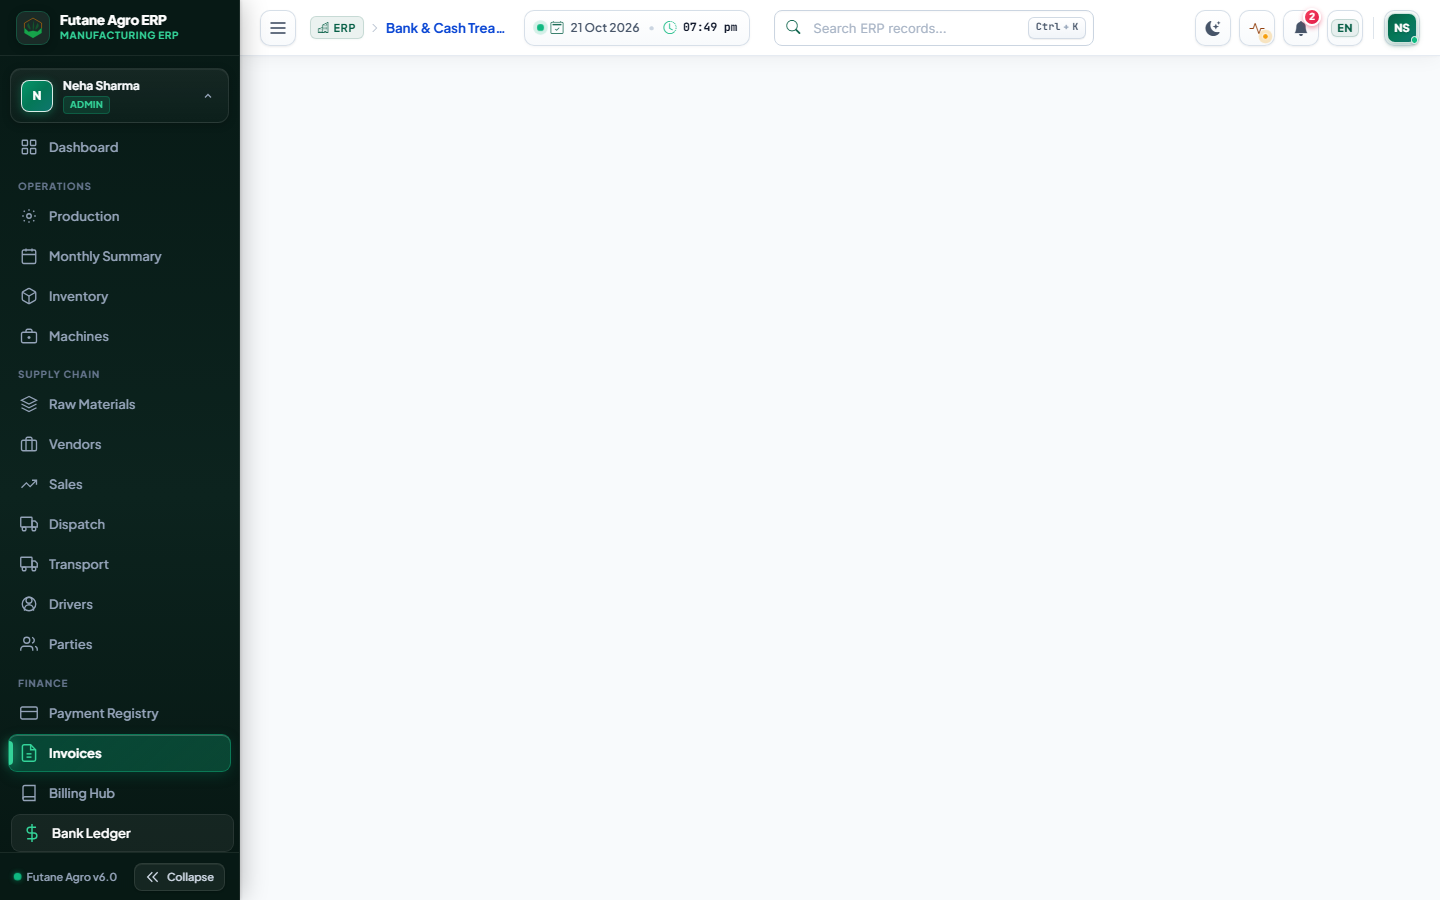 Futane Agro ERP
MANUFACTURING ERP
N
Neha Sharma
ADMIN
Dashboard
OPERATIONS
Production
Monthly Summary
Inventory
Machines
SUPPLY CHAIN
Raw Materials
Vendors
Sales
Dispatch
Transport
Drivers
Parties
FINANCE
Payment Registry
Invoices
Billing Hub
Bank Ledger
Futane Agro v6.0
Collapse
ERP
Bank & Cash Trea...
21 Oct 2026
07:49 pm
Search ERP records...
Ctrl + K
2
EN
NS